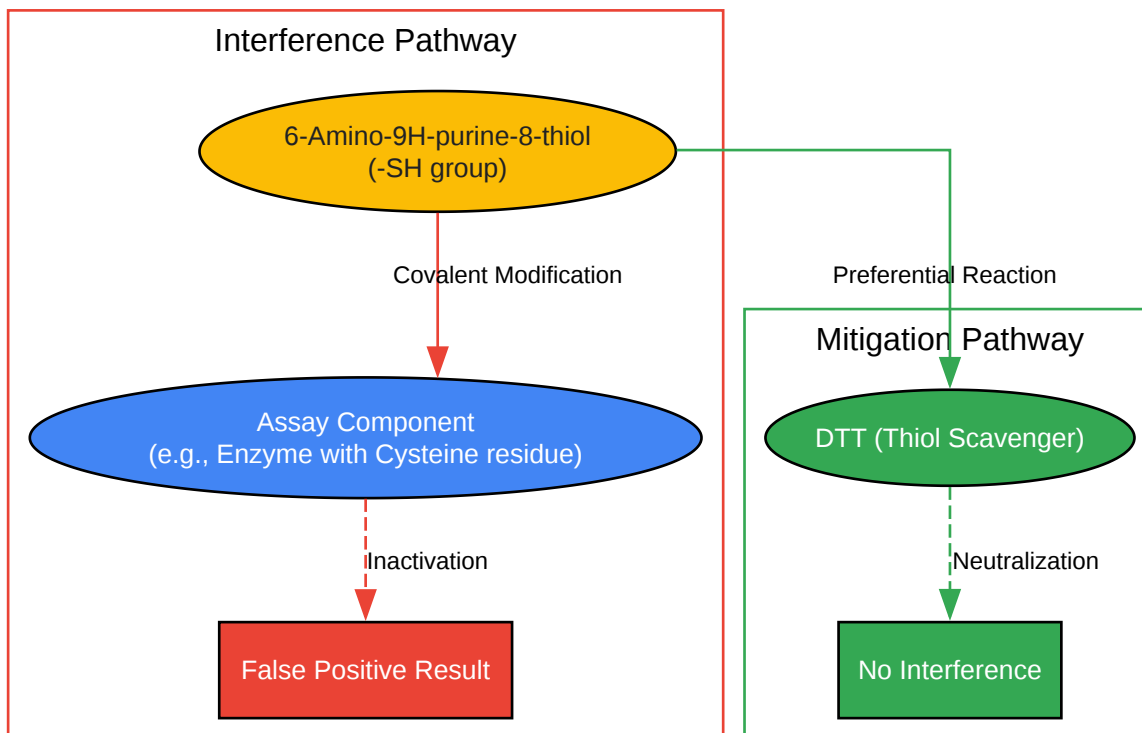 Interference Pathway
6-Amino-9H-purine-8-thiol
(-SH group)
Covalent Modification
Preferential Reaction
Mitigation Pathway
Assay Component
(e.g., Enzyme with Cysteine residue)
DTT (Thiol Scavenger)
Inactivation
Neutralization
False Positive Result
No Interference